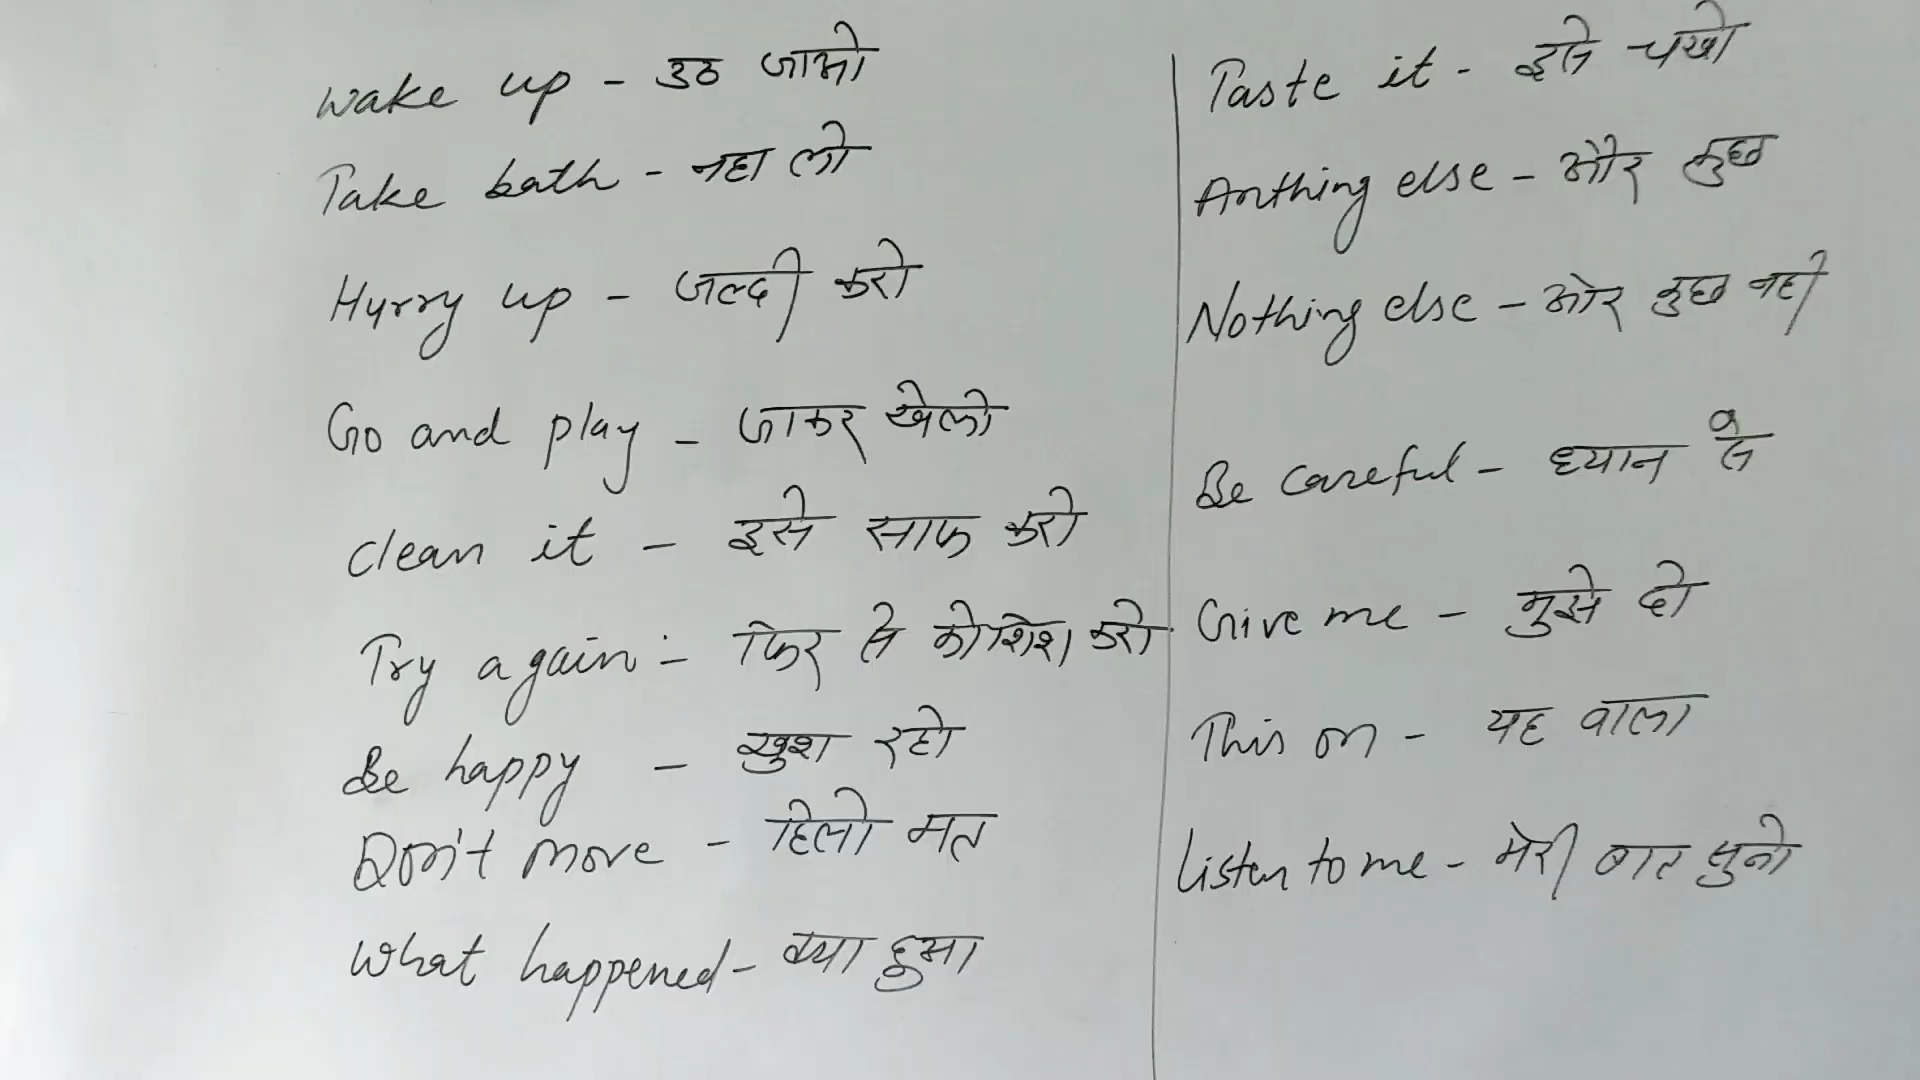 Wake up - उठ जाओ
Take bath - नहा लो
Hurry up - जल्दी करो
Go and play - जाकर खेलो
Clean it - इसे साफ करो
Try again :- फिर से कोशिश करो
Be happy - खुश रहो
Don't move - हिलो मत
What happened - क्या हुआ
Taste it - इसे चखो
Anthing else - और कुछ
Nothing else - ओर कुछ नही
Be careful - ध्यान से
Give me - मुझे दो
This on - यह वाला
Listen to me - मेरी बात सुनो